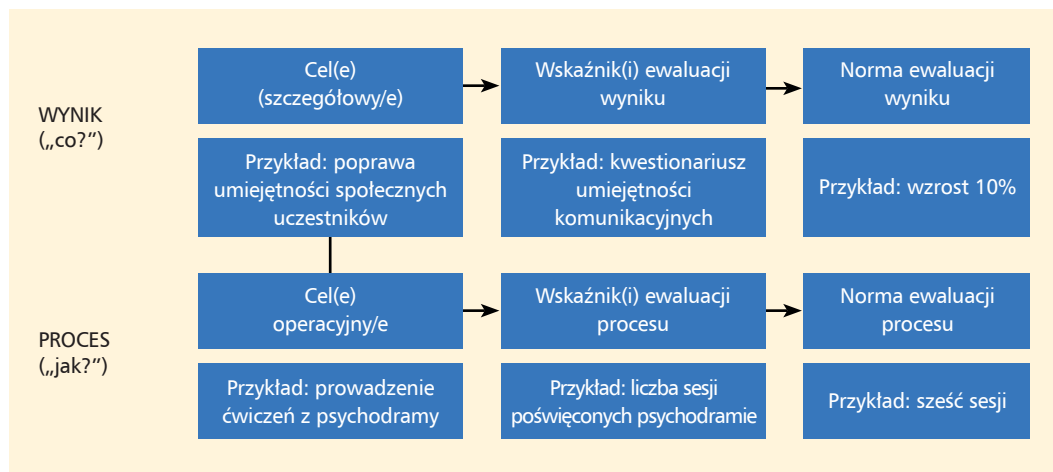 WYNIK
(„co?”)
Cel(e)
(szczegółowy/e)
Wskaźnik(i) ewaluacji
wyniku
Norma ewaluacji
wyniku
Przykład: poprawa
umiejętności społecznych
uczestników
Przykład: kwestionariusz
umiejętności
komunikacyjnych
Przykład: wzrost 10%
PROCES
(„jak?”)
Cel(e)
operacyjny/e
Wskaźnik(i) ewaluacji
procesu
Norma ewaluacji
procesu
Przykład: prowadzenie
ćwiczeń z psychodramy
Przykład: liczba sesji
poświęconych psychodramie
Przykład: sześć sesji